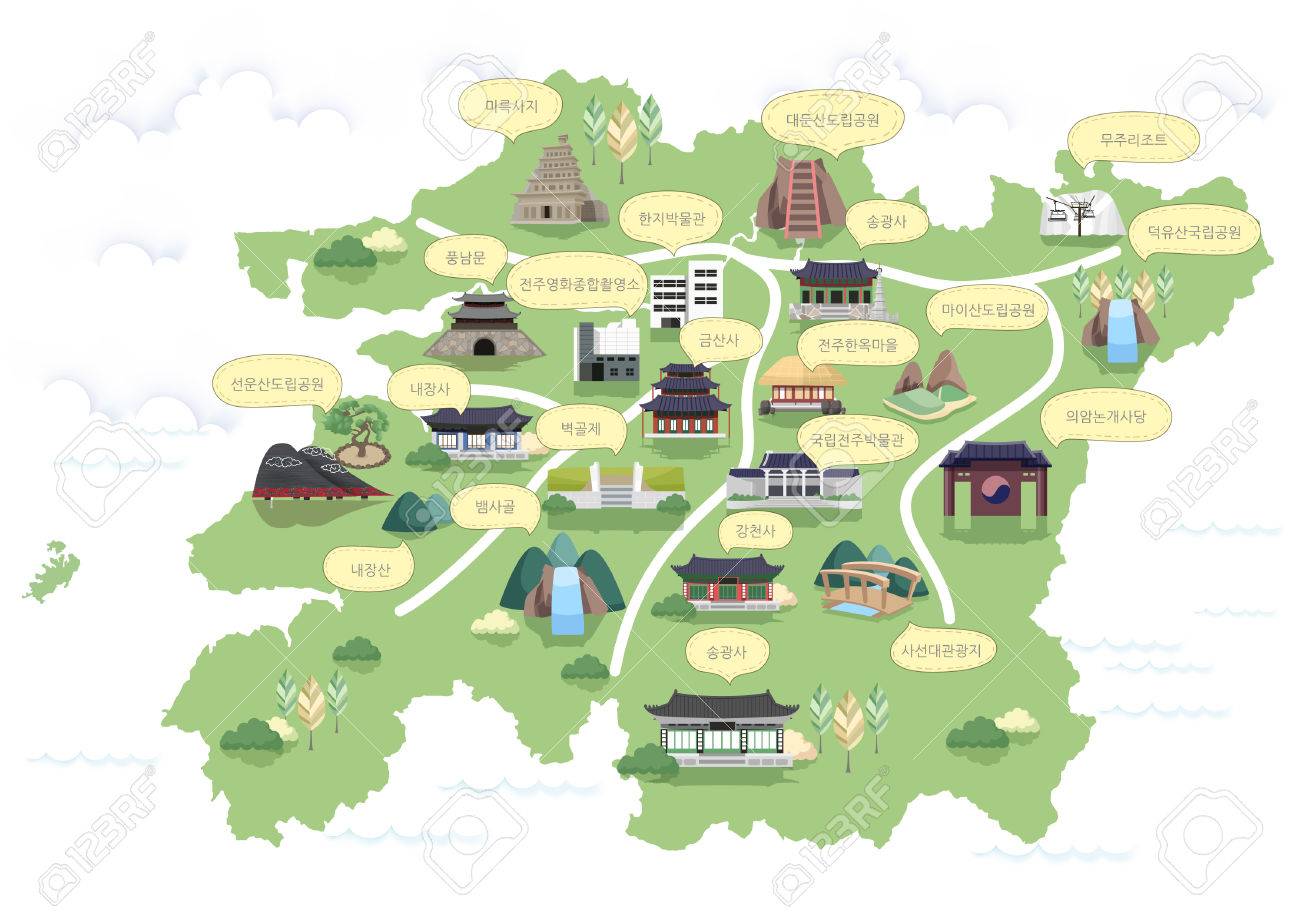 미륵사지
대둔산도립공원
무주리조트
한지박물관
송광사
덕유산국립공원
풍남문
전주영화종합촬영소
마이산도립공원
금산사
전주한옥마을
선운산도립공원
내장사
의암논개사당
벽골제
국립전주박물관
뱀사골
강천사
내장산
송광사
사선대관광지
123RF
123RF
123RF
123RF
123RF
123RF
123RF
123RF
123RF